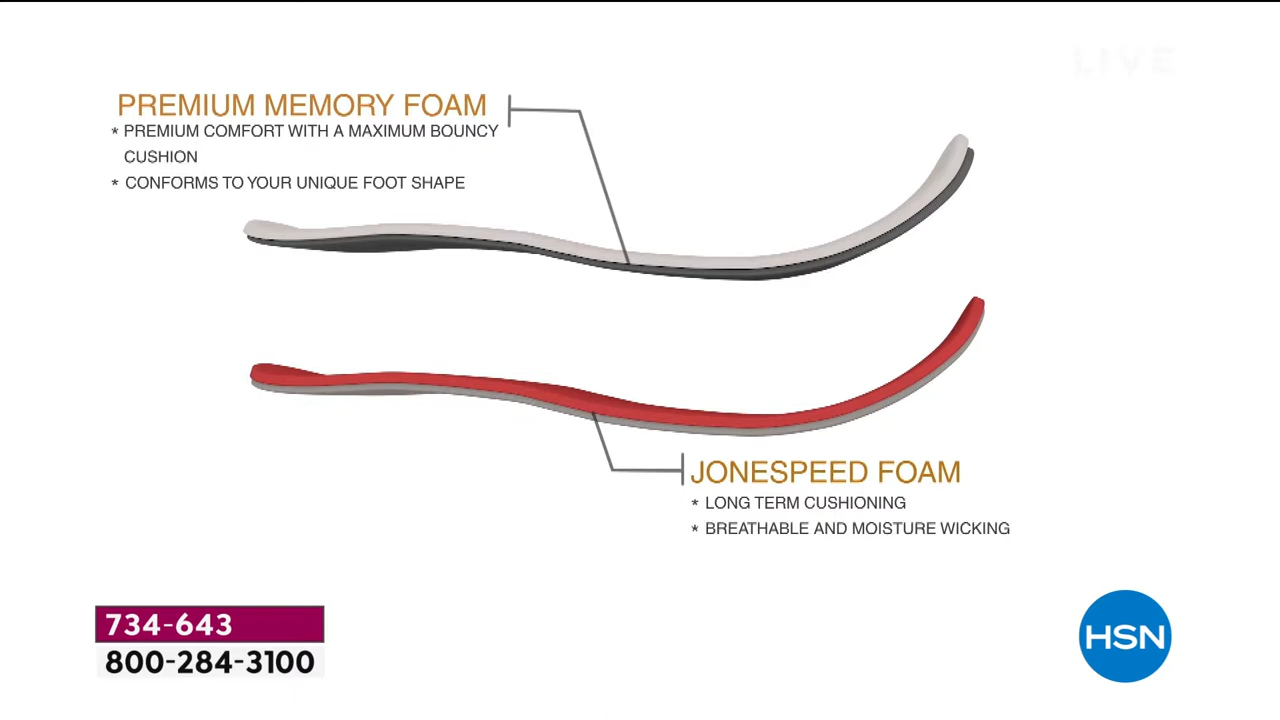 LIVE
PREMIUM MEMORY FOAM
* PREMIUM COMFORT WITH A MAXIMUM BOUNCY
CUSHION
* CONFORMS TO YOUR UNIQUE FOOT SHAPE
JONESPEED FOAM
* LONG TERM CUSHIONING
* BREATHABLE AND MOISTURE WICKING
734-643
800-284-3100
HSN